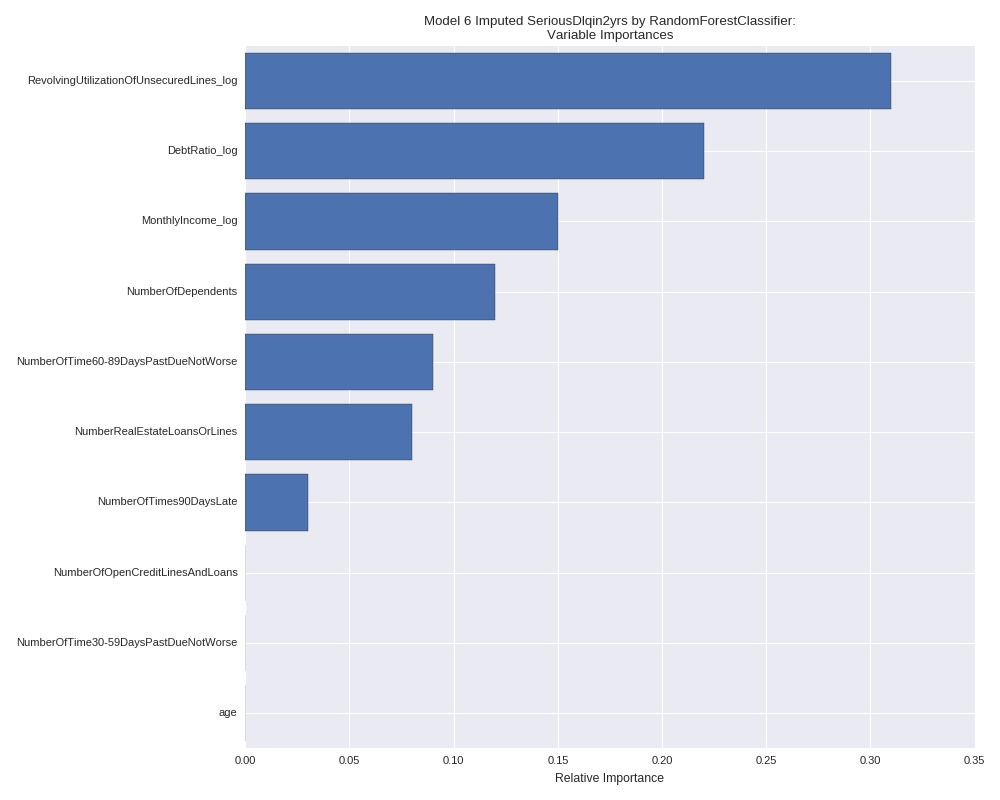 Model 6 Imputed SeriousDlqin2yrs by RandomForestClassifier:
Variable Importances
RevolvingUtilizationOfUnsecuredLines_log
DebtRatio_log
MonthlyIncome_log
NumberOfDependents
NumberOfTime60-89DaysPastDueNotWorse
NumberRealEstateLoansOrLines
NumberOfTimes90DaysLate
NumberOfOpenCreditLinesAndLoans
NumberOfTime30-59DaysPastDueNotWorse
age
0.00 0.05 0.10 0.15 0.20 0.25 0.30 0.35
Relative Importance